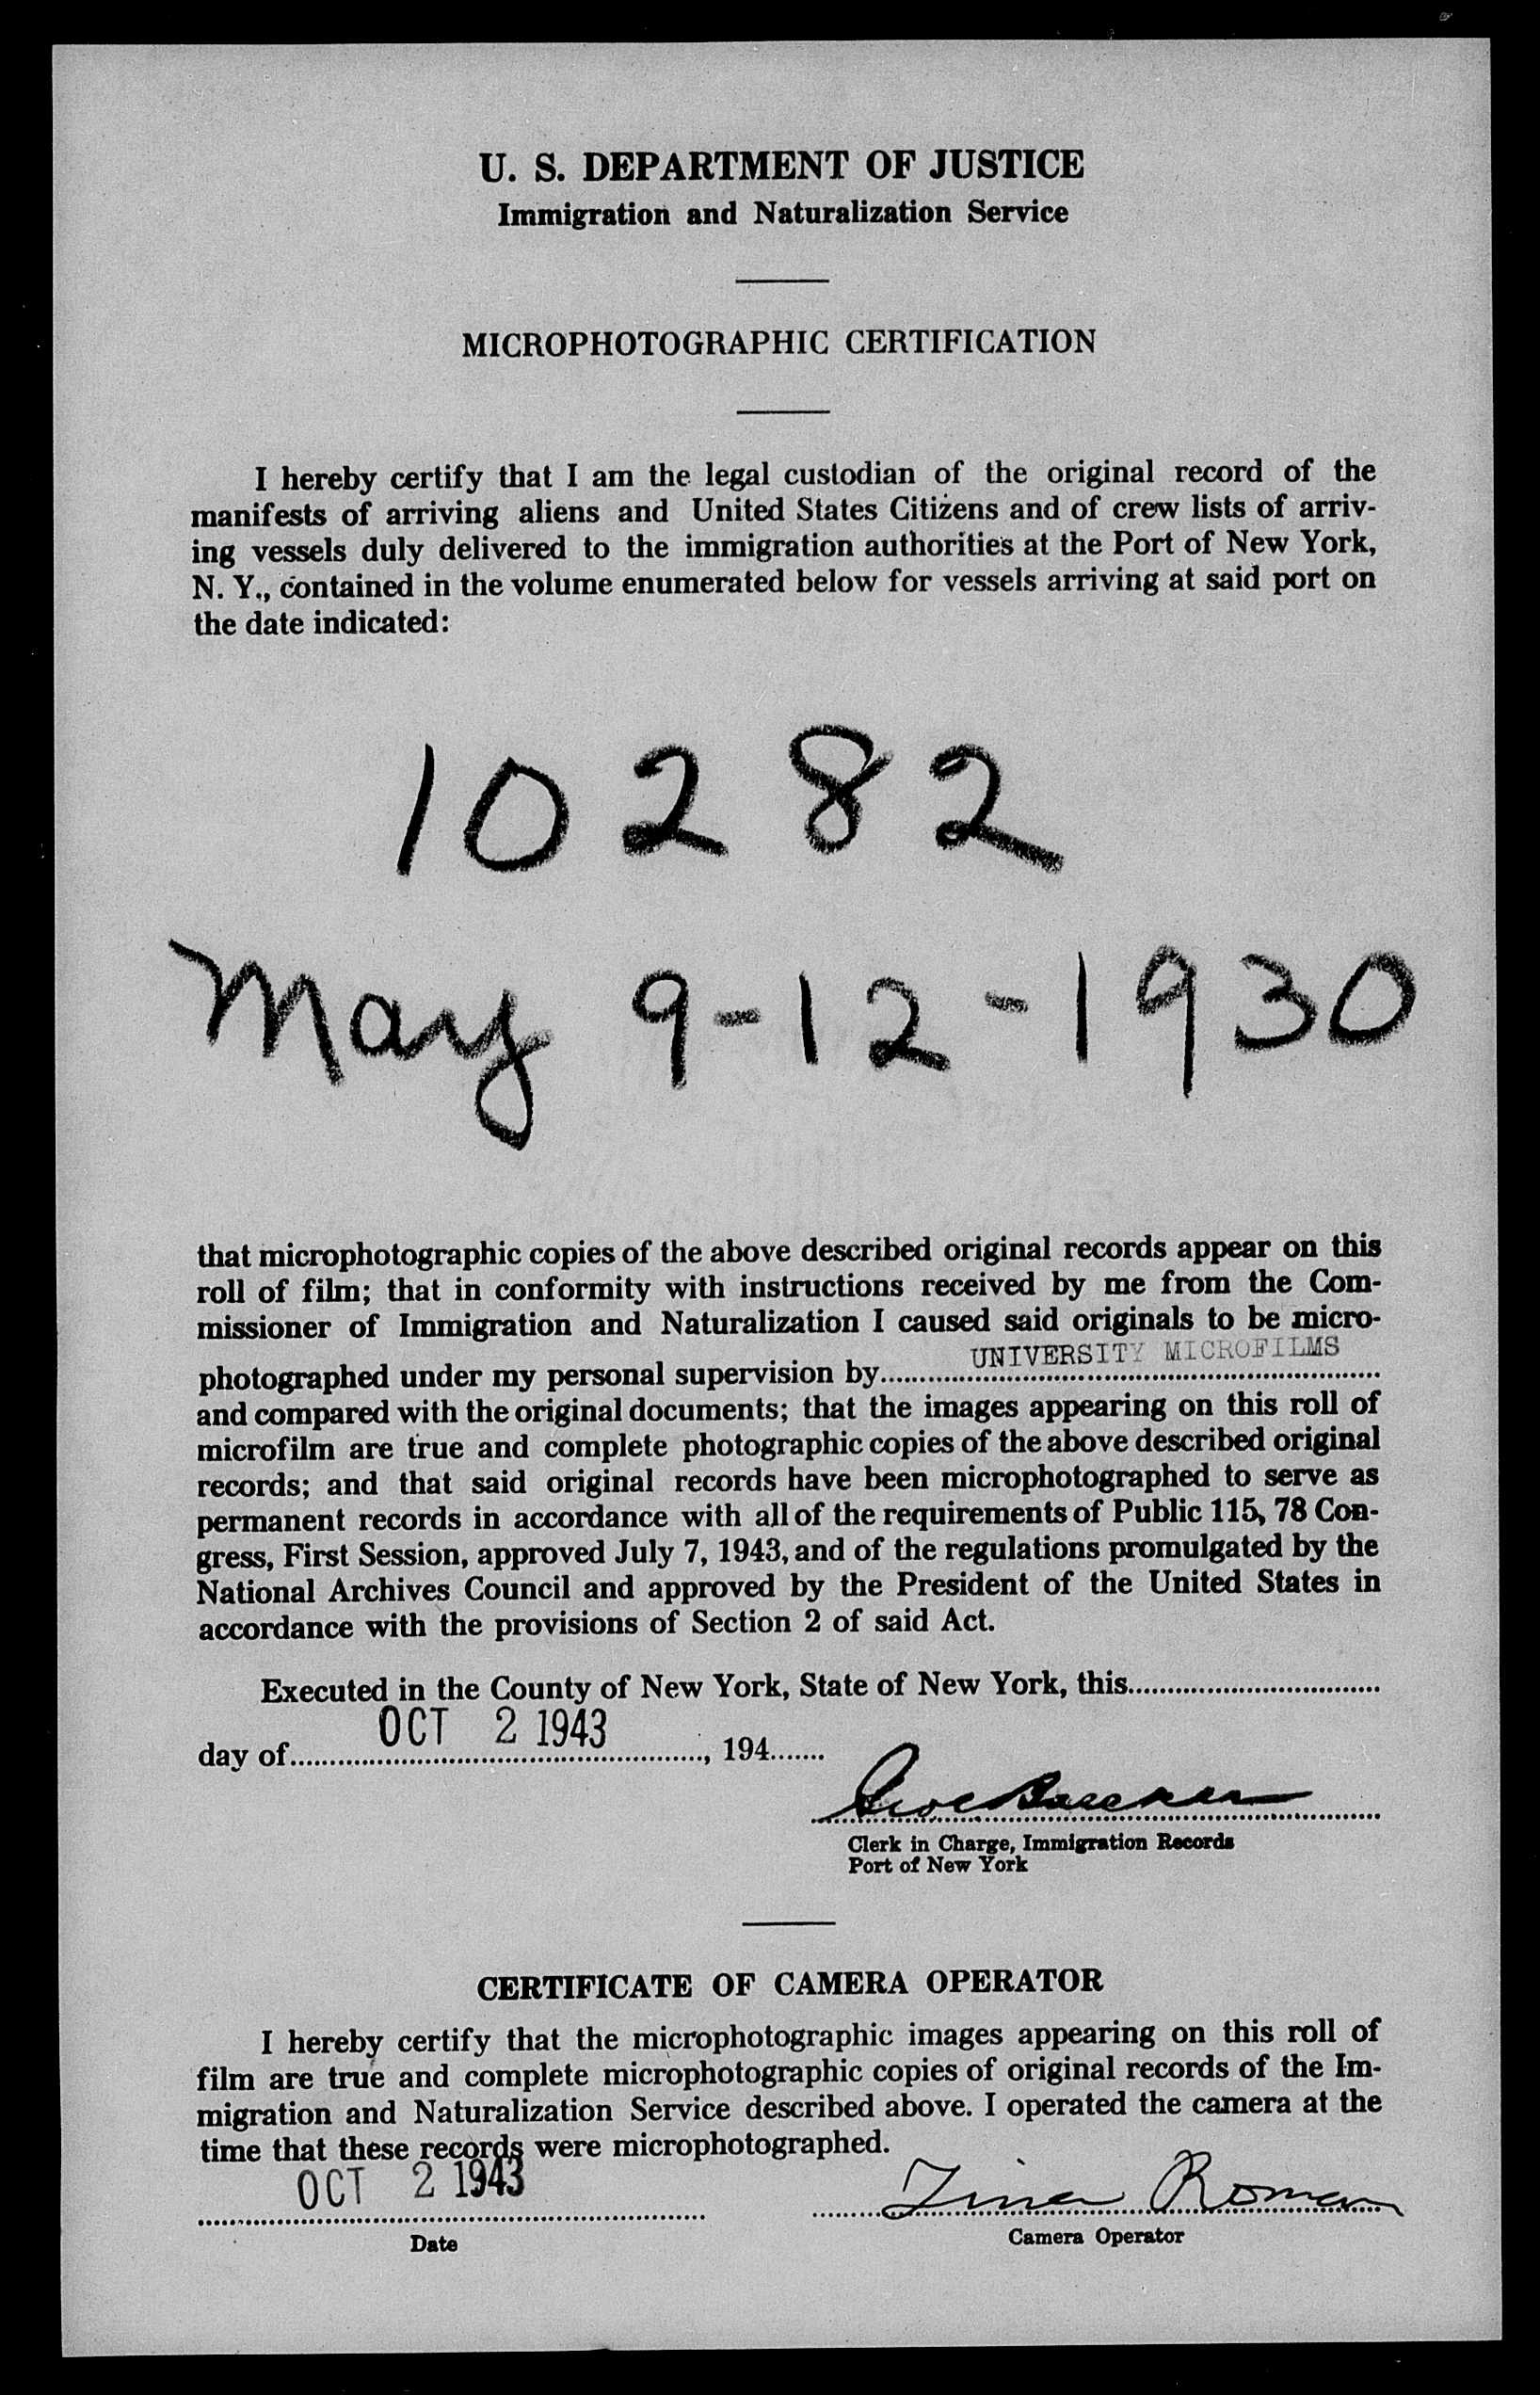 U. S. DEPARTMENT OF JUSTICE
Immigration and Naturalization Service
MICROPHOTOGRAPHIC CERTIFICATION
I hereby certify that I am the legal custodian of the original record of the
manifests of arriving aliens and United States Citizens and of crew lists of arriv-
ing vessels duly delivered to the immigration authorities at the Port of New York,
N. Y., contained in the volume enumerated below for vessels arriving at said port on
the date indicated:
10282
May 9-12-1930
that microphotographic copies of the above described original records appear on this
roll of film; that in conformity with instructions received by me from the Com-
missioner of Immigration and Naturalization I caused said originals to be micro-
photographed under my personal supervision by UNIVERSITY MICROFILMS
and compared with the original documents; that the images appearing on this roll of
microfilm are true and complete photographic copies of the above described original
records; and that said original records have been microphotographed to serve as
permanent records in accordance with all of the requirements of Public 115, 78 Con-
gress, First Session, approved July 7, 1943, and of the regulations promulgated by the
National Archives Council and approved by the President of the United States in
accordance with the provisions of Section 2 of said Act.
Executed in the County of New York, State of New York, this
day of OCT 2 1943, 194
Clerk in Charge, Immigration Records
Port of New York
CERTIFICATE OF CAMERA OPERATOR
I hereby certify that the microphotographic images appearing on this roll of
film are true and complete microphotographic copies of original records of the Im-
migration and Naturalization Service described above. I operated the camera at the
time that these records were microphotographed.
OCT 2 1943 Roman
Date Camera Operator